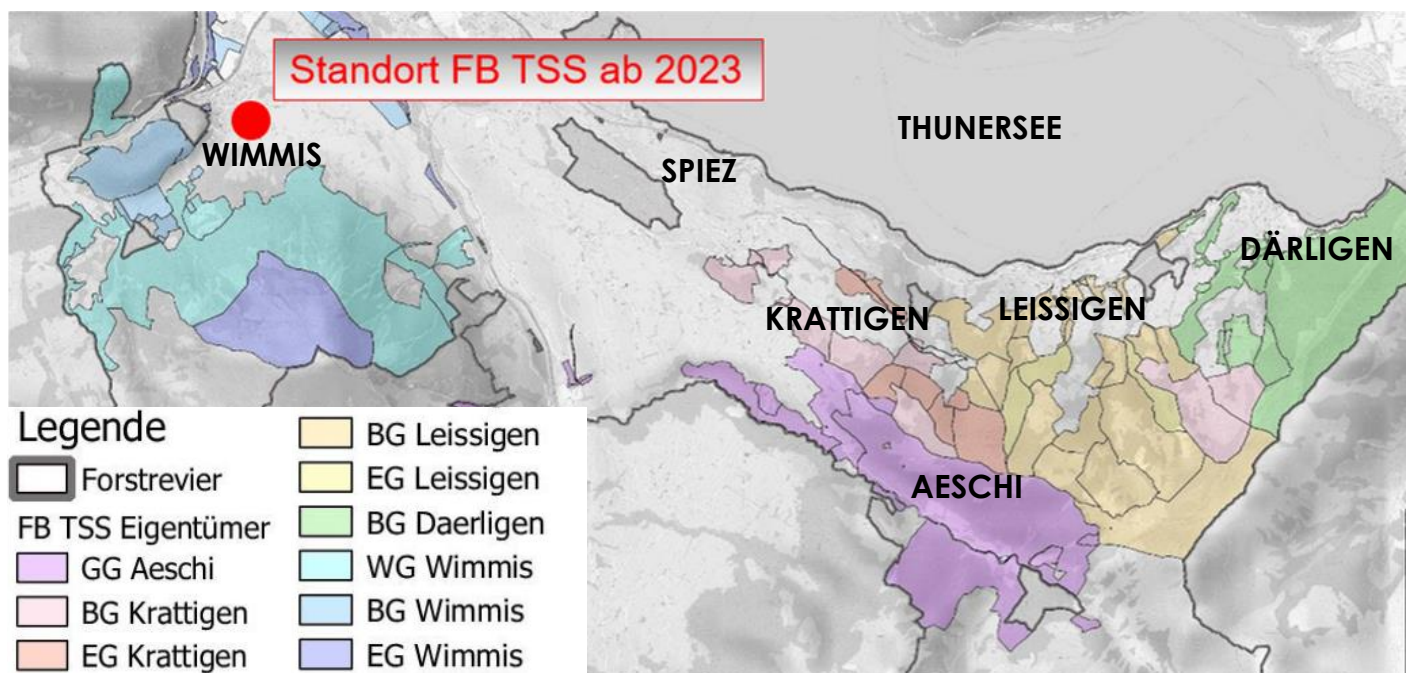 Standort FB TSS ab 2023
THUNERSEE
WIMMIS
SPIEZ
DÄRLIGEN
LEISSIGEN
KRATTIGEN
AESCHI
Legende
Forstrevier
FB TSS Eigentümer
GG Aeschi
BG Krattigen
EG Krattigen
BG Leissigen
EG Leissigen
BG Daerligen
WG Wimmis
BG Wimmis
EG Wimmis